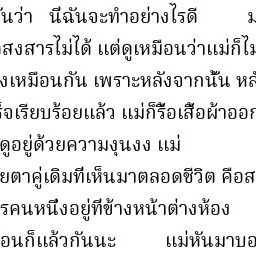 ันว่า นี่ฉันจะทำอย่างไรดี
สงสารไม่ได้ แต่ดูเหมือนว่าแม่ก็ไม
งเหมือนกัน เพราะหลังจากนั้น หลั
ร็จเรียบร้อยแล้ว แม่ก็รื้อเสื้อผ้าออก
ดูอยู่ด้วยความงุนงง แม่
ยตาคู่เดิมที่เห็นมาตลอดชีวิต คือส
รคนหนึ่งอยู่ที่ข้างหน้าต่างห้อง
อนก็แล้วกันนะ แม่หันมาบอ